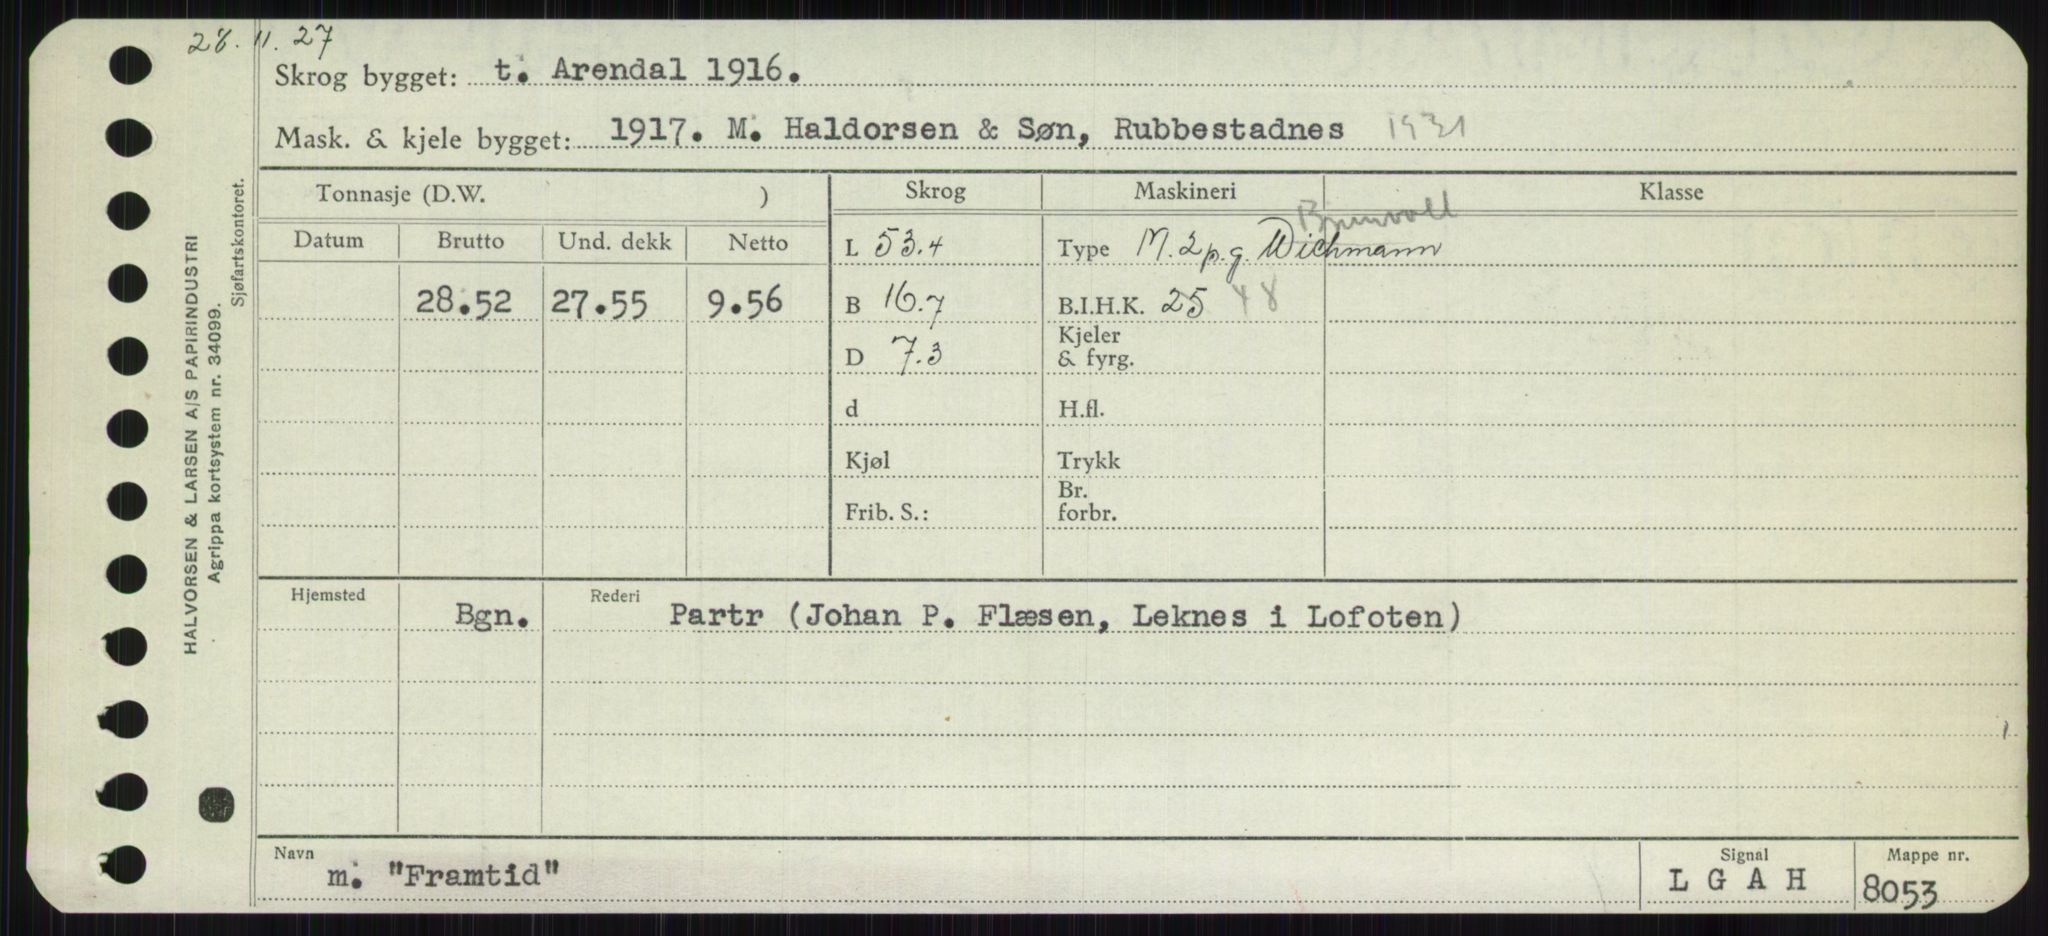 28.11.27
Skrog bygget: t. Arendal 1916.
Mask. & kjele bygget: 1917. M. Haldorsen & Søn, Rubbestadnes 1931
HALVORSEN & LARSEN A/S PAPIRINDUSTRI
Agrippa kortsystem nr. 34099.
Sjøfartskontoret.
Tonnasje (D.W. ) Skrog Maskineri Klasse
Datum Brutto Und. dekk Netto
Brunvoll
L 53.4 Type M. 2 p.g. Wichmann
28.52 27.55 9.56 B 16.7 B.I.H.K. 25 48
D 7.3 Kjeler & fyrg.
d H.fl.
Kjøl Trykk
Frib. S.: Br. forbr.
Hjemsted Rederi
Bgn. Partr (Johan P. Flæsen, Leknes i Lofoten)
Navn Signal Mappe nr.
m. "Framtid" L G A H 8053